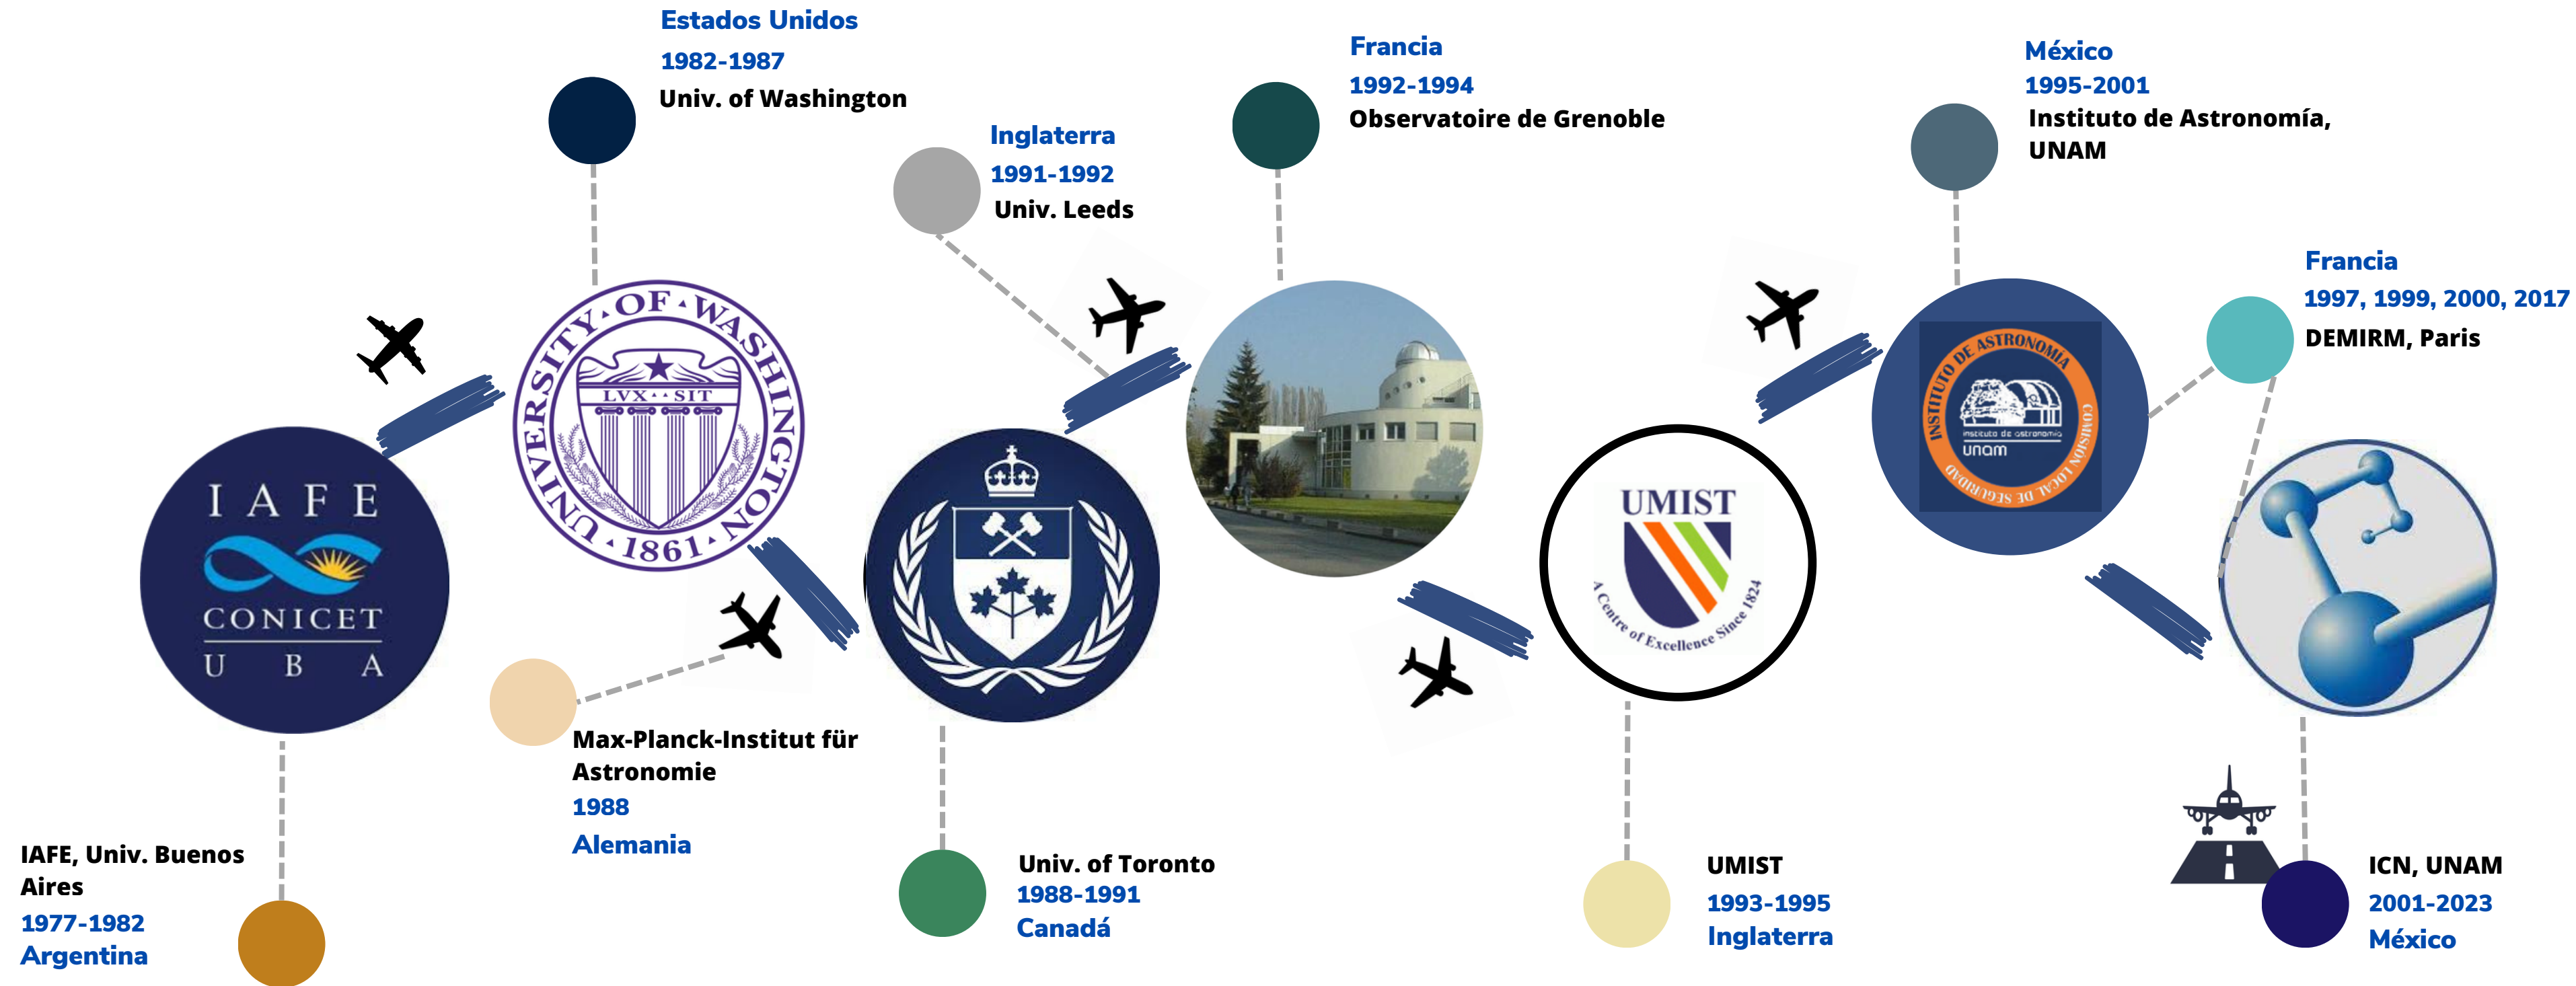 Estados Unidos
1982-1987
Univ. of Washington
Francia
1992-1994
Observatoire de Grenoble
México
1995-2001
Instituto de Astronomía,
UNAM
Inglaterra
1991-1992
Univ. Leeds
Francia
1997, 1999, 2000, 2017
DEMIRM, Paris
IAFE
CONICET
UBA
UNIVERSITY · OF · WASHINGTON
LVX · · SIT
1861
UMIST
A Centre of Excellence Since 1824
INSTITUTO DE ASTRONOMÍA
instituto de astronomía
unam
COMISIÓN LOCAL DE SEGURIDAD
Max-Planck-Institut für
Astronomie
1988
Alemania
IAFE, Univ. Buenos
Aires
1977-1982
Argentina
Univ. of Toronto
1988-1991
Canadá
UMIST
1993-1995
Inglaterra
ICN, UNAM
2001-2023
México